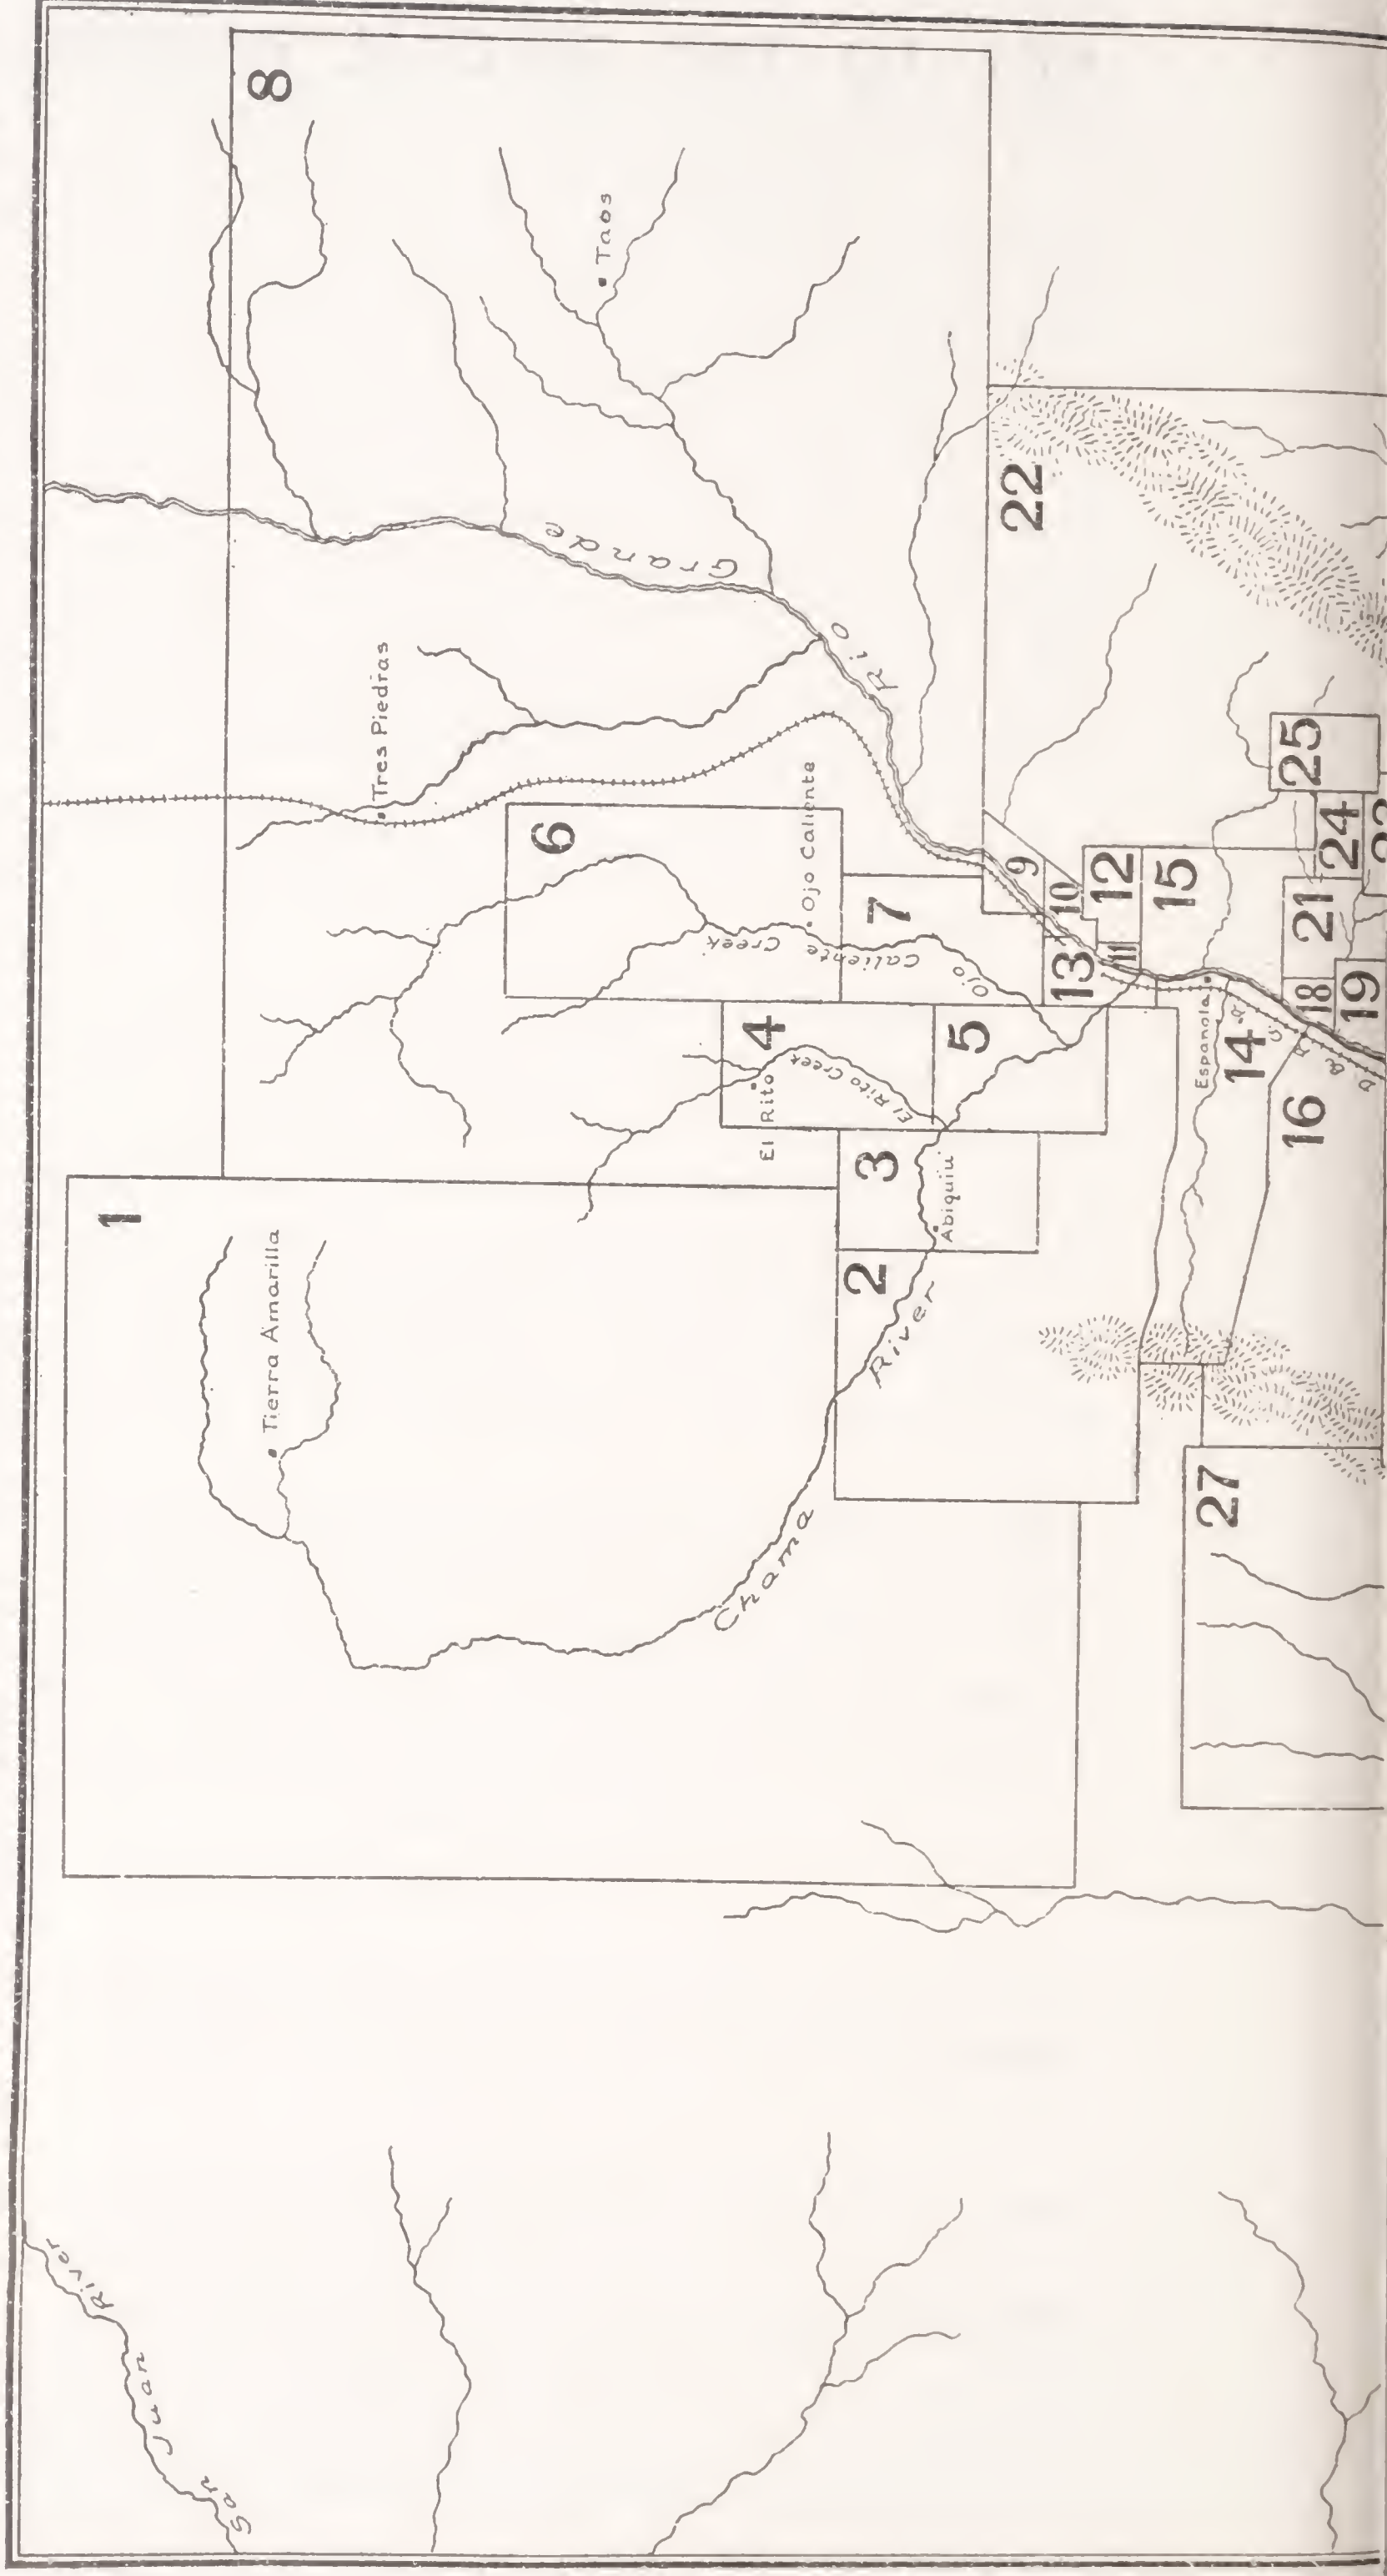 8
Taos
Grande
Rio
22
Tres Piedras
6
Ojo Caliente
7
Ojo Caliente Creek
9
10
12
15
25
24
21
13
11
18
19
4
El Rito
El Rito Creek
5
Española
14
D. & R. G. R. R.
16
1
Tierra Amarilla
3
Abiquiu
2
Chama River
27
San Juan River